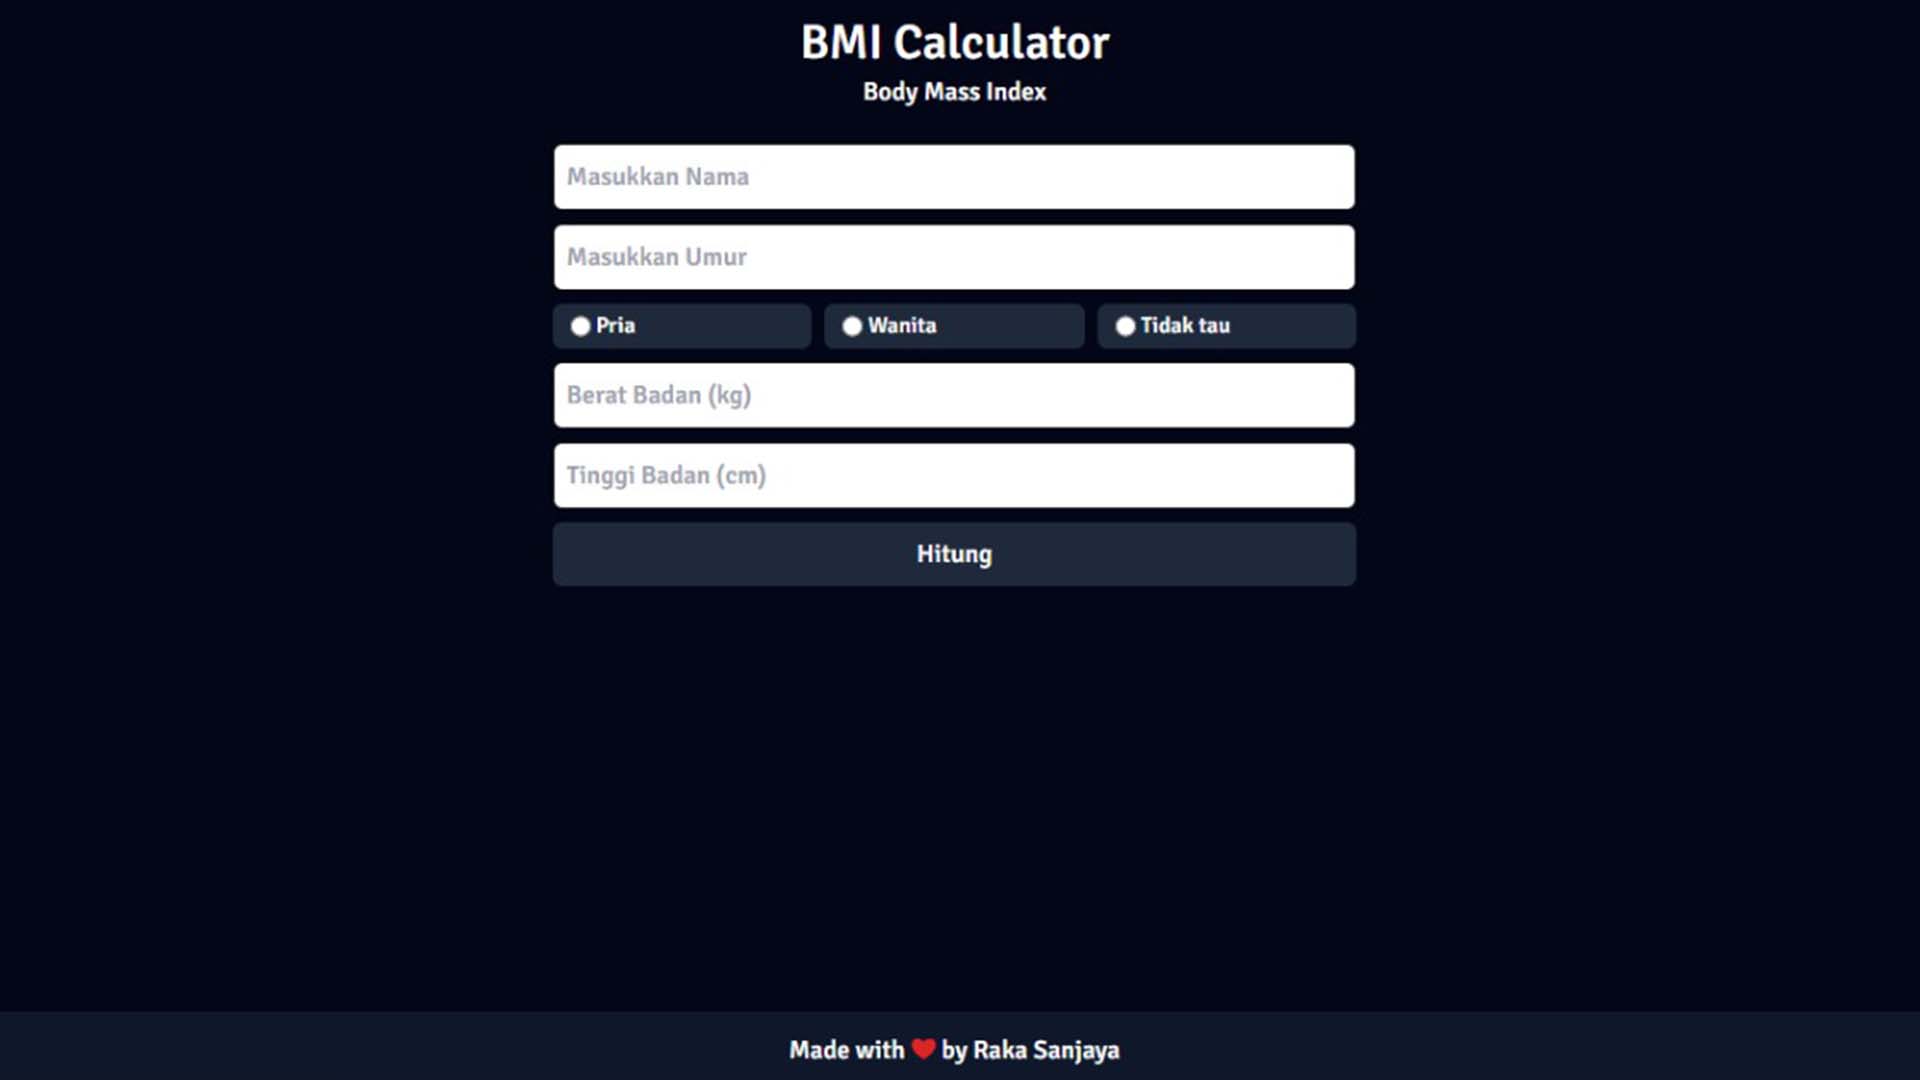 BMI Calculator
Body Mass Index
Masukkan Nama
Masukkan Umur
Pria Wanita Tidak tau
Berat Badan (kg)
Tinggi Badan (cm)
Hitung
Made with ❤ by Raka Sanjaya